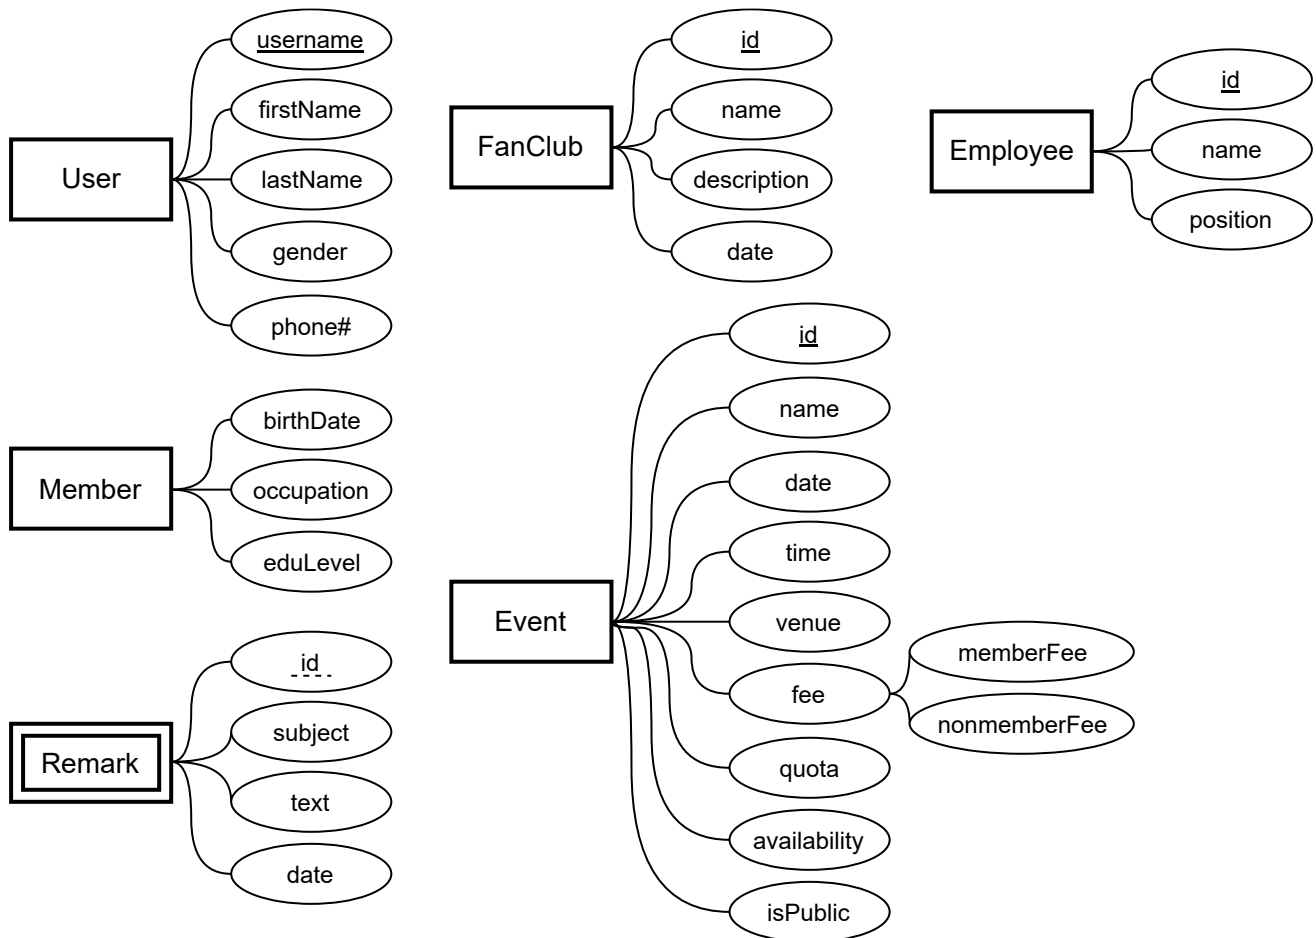 User
username
firstName
lastName
gender
phone#
FanClub
id
name
description
date
Employee
id
name
position
Member
birthDate
occupation
eduLevel
Remark
id
subject
text
date
Event
id
name
date
time
venue
fee
memberFee
nonmemberFee
quota
availability
isPublic